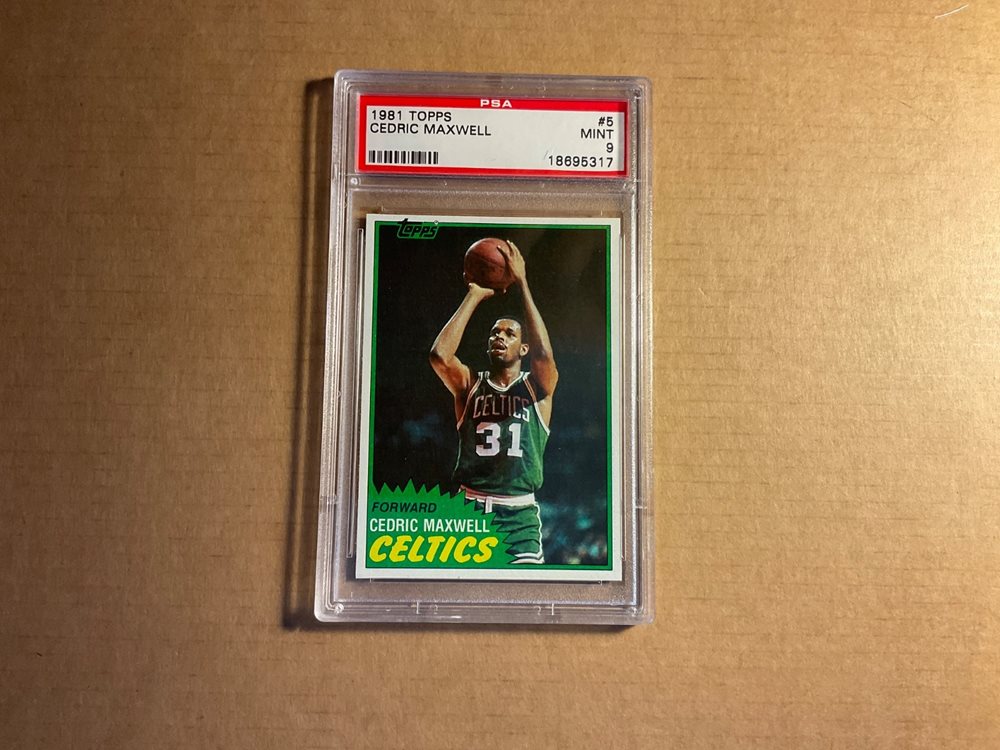 PSA
1981 TOPPS #5
CEDRIC MAXWELL MINT
9
18695317
topps
CELTICS
31
FORWARD
CEDRIC MAXWELL
CELTICS